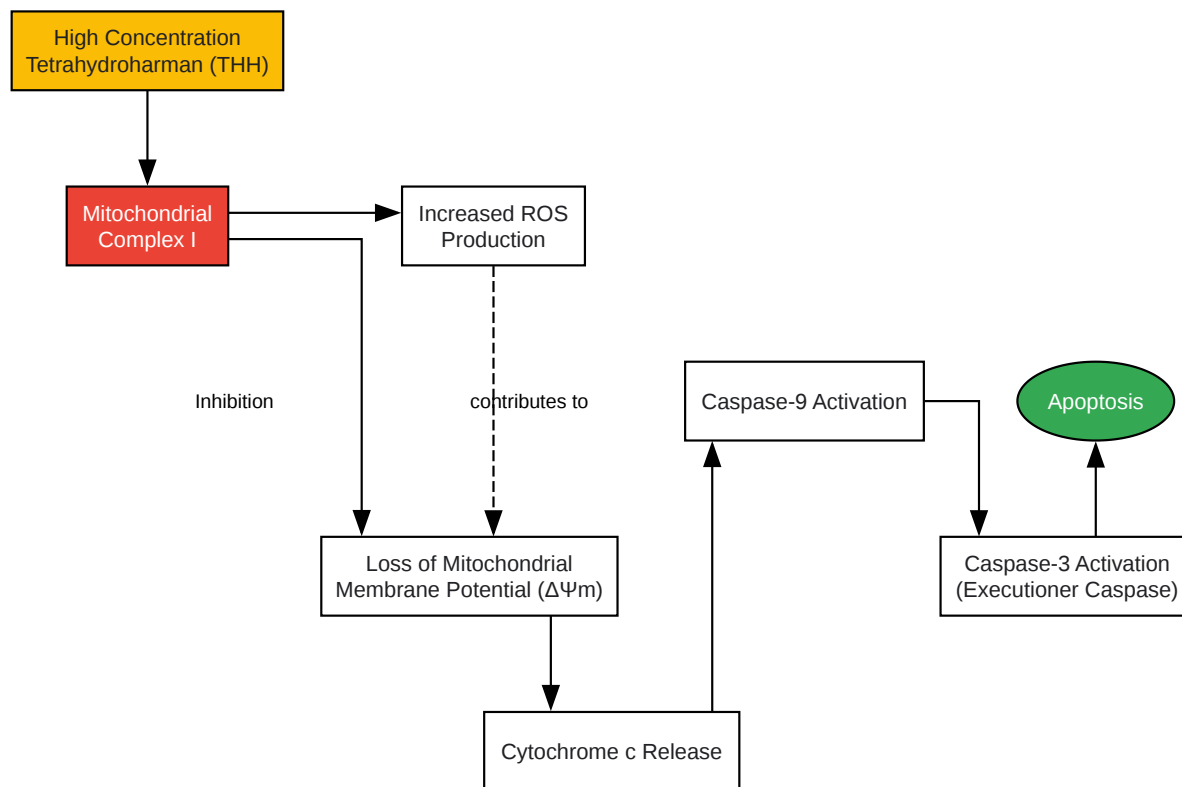 High Concentration
Tetrahydroharman (THH)
Mitochondrial
Complex I
Increased ROS
Production
Inhibition
contributes to
Caspase-9 Activation
Apoptosis
Loss of Mitochondrial
Membrane Potential (ΔΨm)
Caspase-3 Activation
(Executioner Caspase)
Cytochrome c Release